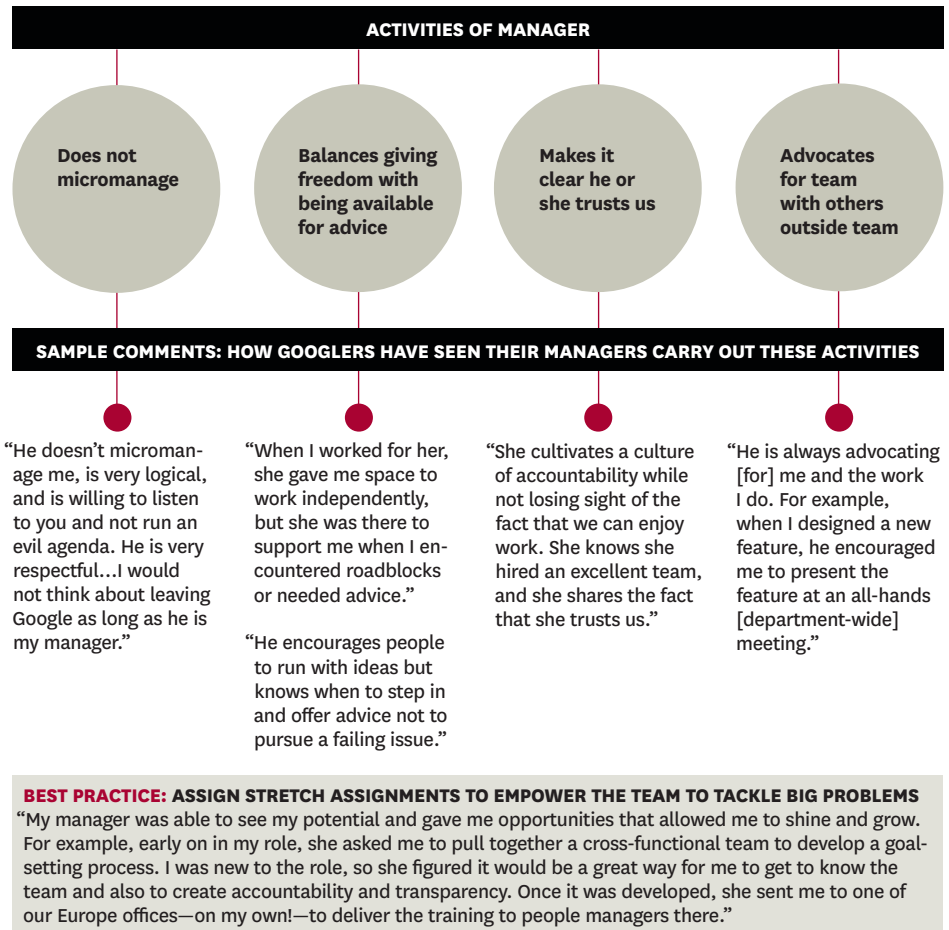 ACTIVITIES OF MANAGER
Does not
micromanage
Balances giving
freedom with
being available
for advice
Makes it
clear he or
she trusts us
Advocates
for team
with others
outside team
SAMPLE COMMENTS: HOW GOOGLERS HAVE SEEN THEIR MANAGERS CARRY OUT THESE ACTIVITIES
“He doesn’t microman-
age me, is very logical,
and is willing to listen
to you and not run an
evil agenda. He is very
respectful...I would
not think about leaving
Google as long as he is
my manager.”
“When I worked for her,
she gave me space to
work independently,
but she was there to
support me when I en-
countered roadblocks
or needed advice.”
“He encourages people
to run with ideas but
knows when to step in
and offer advice not to
pursue a failing issue.”
“She cultivates a culture
of accountability while
not losing sight of the
fact that we can enjoy
work. She knows she
hired an excellent team,
and she shares the fact
that she trusts us.”
“He is always advocating
[for] me and the work
I do. For example,
when I designed a new
feature, he encouraged
me to present the
feature at an all-hands
[department-wide]
meeting.”
BEST PRACTICE: ASSIGN STRETCH ASSIGNMENTS TO EMPOWER THE TEAM TO TACKLE BIG PROBLEMS
“My manager was able to see my potential and gave me opportunities that allowed me to shine and grow.
For example, early on in my role, she asked me to pull together a cross-functional team to develop a goal-
setting process. I was new to the role, so she figured it would be a great way for me to get to know the
team and also to create accountability and transparency. Once it was developed, she sent me to one of
our Europe offices—on my own!—to deliver the training to people managers there.”